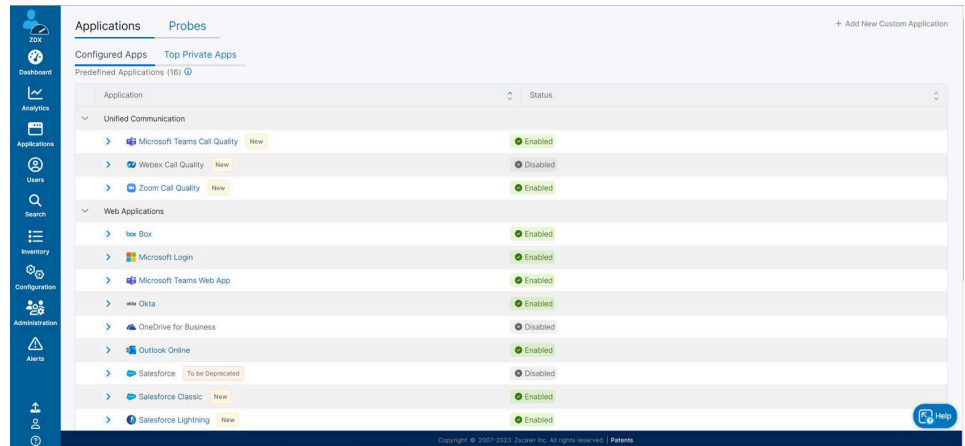 ZDX
Dashboard
Analytics
Applications
Users
Search
Inventory
Configuration
Administration
Alerts
Applications Probes
+ Add New Custom Application
Configured Apps Top Private Apps
Predefined Applications (16)
Application Status
Unified Communication
Microsoft Teams Call Quality New Enabled
Webex Call Quality New Disabled
Zoom Call Quality New Enabled
Web Applications
box Box Enabled
Microsoft Login Enabled
Microsoft Teams Web App Enabled
okta Okta Enabled
OneDrive for Business Disabled
Outlook Online Enabled
Salesforce To be Deprecated Disabled
Salesforce Classic New Enabled
Salesforce Lightning New Enabled
Help
Copyright © 2007-2023 Zscaler Inc. All rights reserved. | Patents